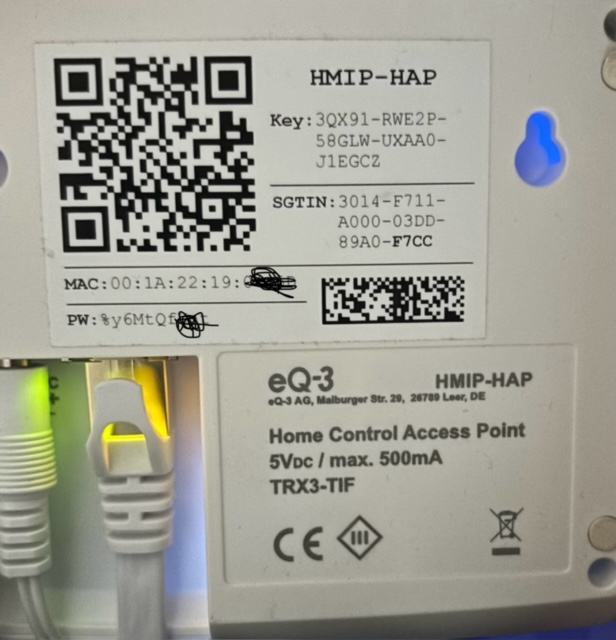 HMIP-HAP
Key:3QX91-RWE2P-
58GLW-UXAA0-
J1EGCZ
SGTIN:3014-F711-
A000-03DD-
89A0-F7CC
MAC:00:1A:22:19:
PW:%y6MtQ
eQ-3 HMIP-HAP
eQ-3 AG, Maiburger Str. 29, 26789 Leer, DE
Home Control Access Point
5VDC / max. 500mA
TRX3-TIF
CE III